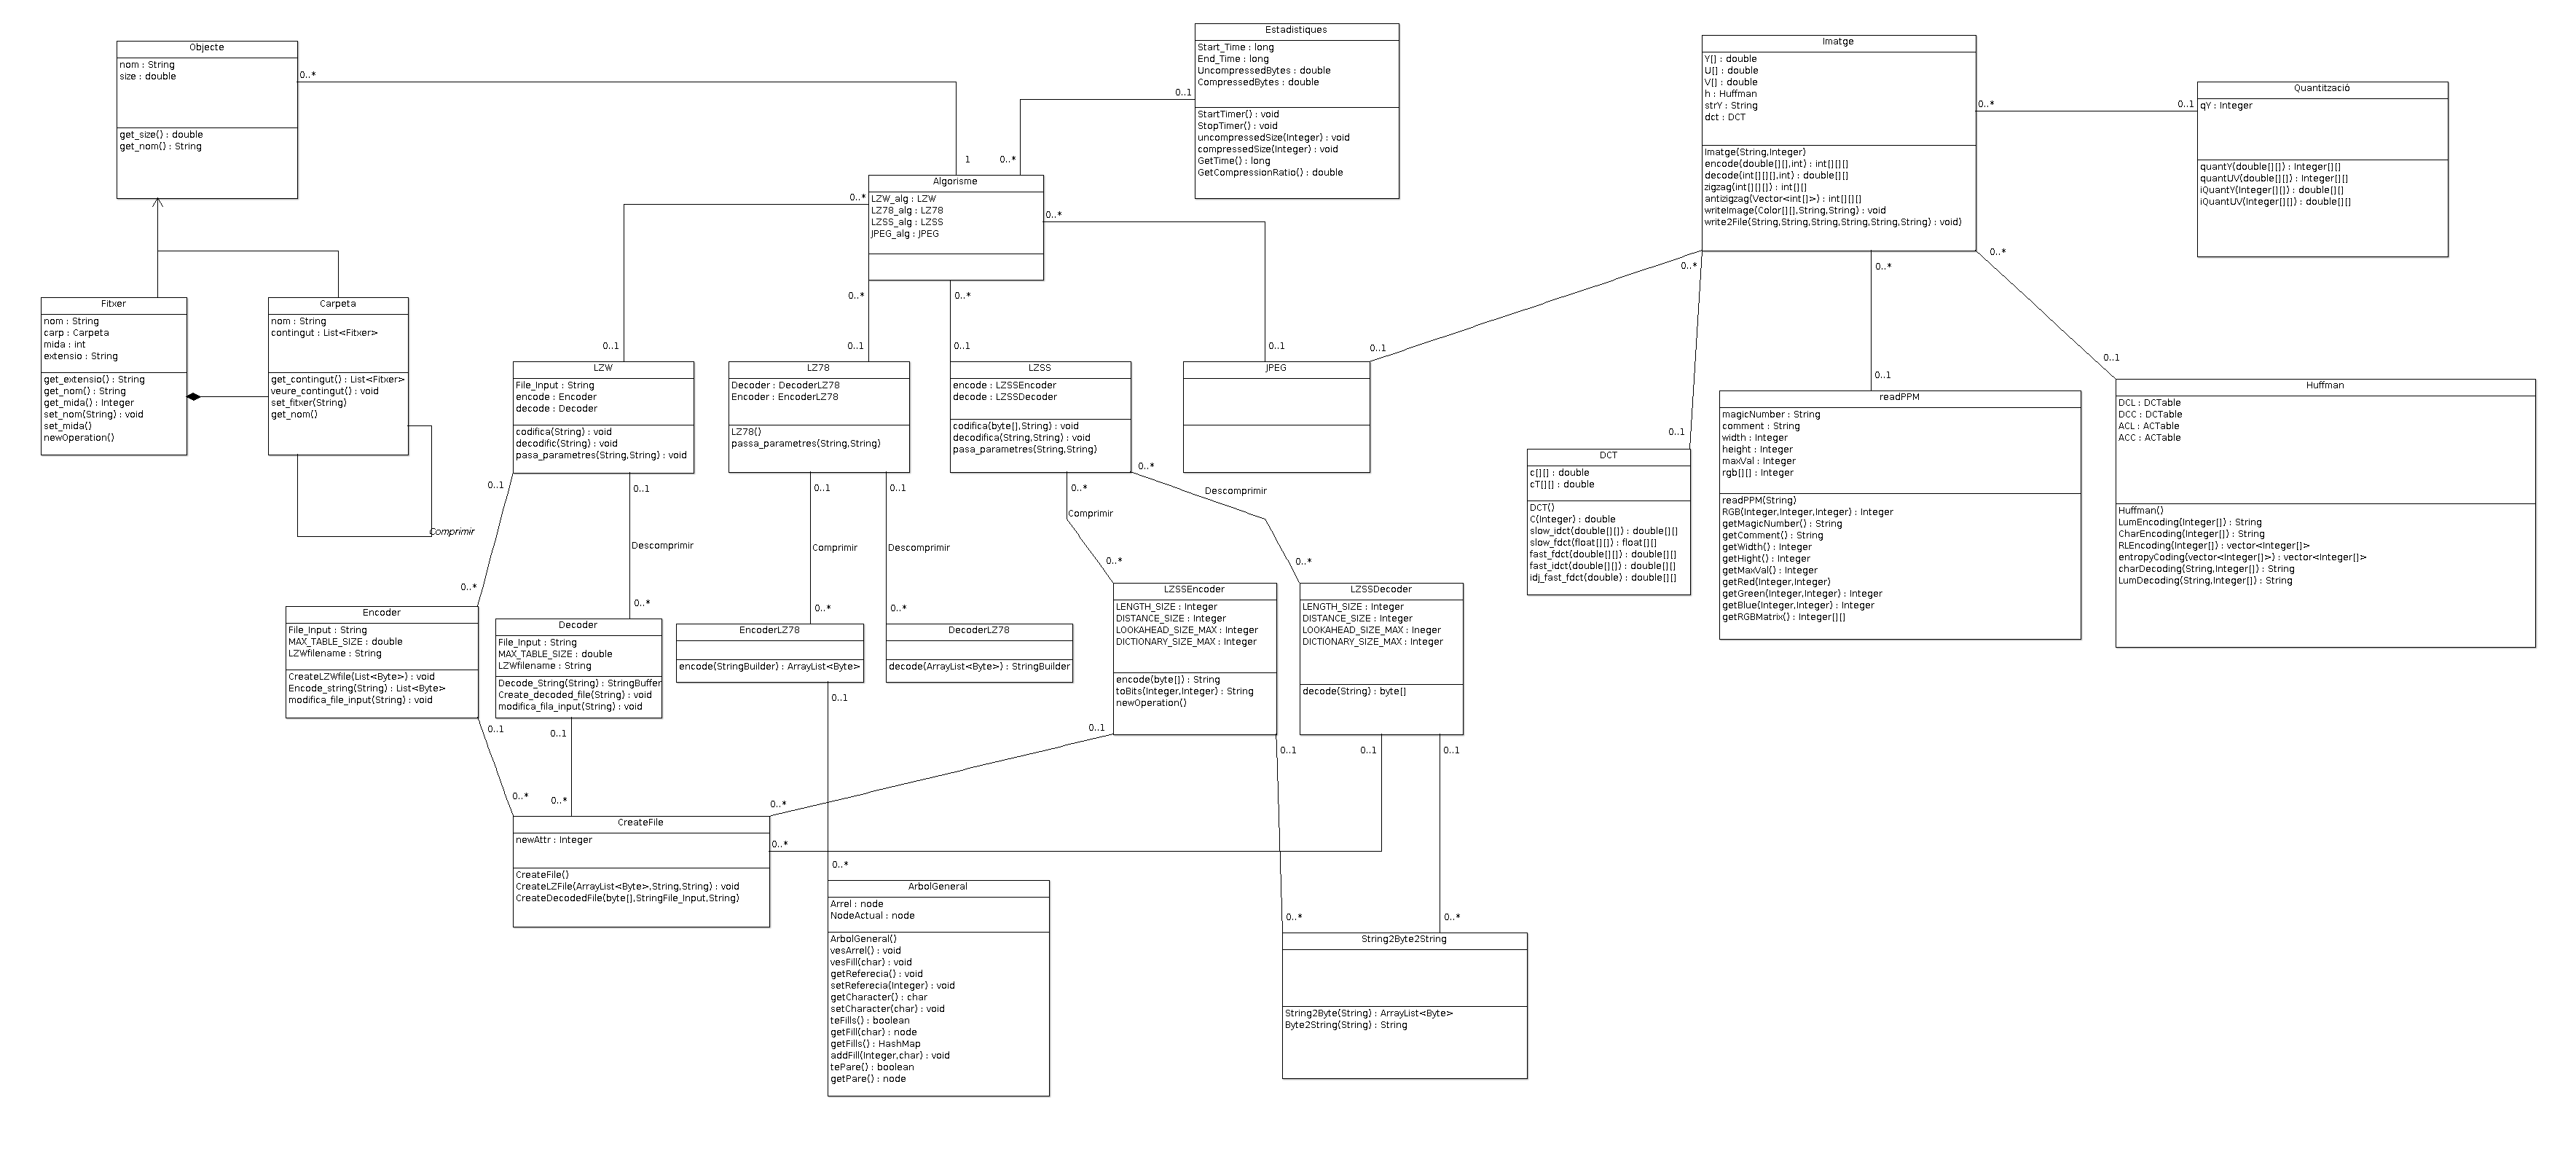 Objecte
nom : String
size : double
get_size() : double
get_nom() : String
0..*
1
Estadistiques
Start_Time : long
End_Time : long
UncompressedBytes : double
CompressedBytes : double
StartTimer() : void
StopTimer() : void
uncompressedSize(Integer) : void
compressedSize(Integer) : void
GetTime() : long
GetCompressionRatio() : double
0..1
0..*
Imatge
Y[] : double
U[] : double
V[] : double
h : Huffman
strY : String
dct : DCT
Imatge(String,Integer)
encode(double[][],int) : int[][][]
decode(int[][][],int) : double[][]
zigzag(int[][][]) : int[][]
antizigzag(Vector<int[]>) : int[][][]
writeImage(Color[][],String,String) : void
write2File(String,String,String,String,String,String) : void)
0..*
0..1
Quantització
qY : Integer
quantY(double[][]) : Integer[][]
quantUV(double[][]) : Integer[][]
iQuantY(Integer[][]) : double[][]
iQuantUV(Integer[][]) : double[][]
Algorisme
LZW_alg : LZW
LZ78_alg : LZ78
LZSS_alg : LZSS
JPEG_alg : JPEG
0..*
0..*
0..*
0..*
0..1
0..1
0..1
0..1
0..1
0..*
0..*
0..*
0..1
0..1
0..1
Fitxer
nom : String
carp : Carpeta
mida : int
extensio : String
get_extensio() : String
get_nom() : String
get_mida() : Integer
set_nom(String) : void
set_mida()
newOperation()
Carpeta
nom : String
contingut : List<Fitxer>
get_contingut() : List<Fitxer>
veure_contingut() : void
set_fitxer(String)
get_nom()
Comprimir
LZW
File_Input : String
encode : Encoder
decode : Decoder
codifica(String) : void
decodific(String) : void
pasa_parametres(String,String) : void
LZ78
Decoder : DecoderLZ78
Encoder : EncoderLZ78
LZ78()
passa_parametres(String,String)
LZSS
encode : LZSSEncoder
decode : LZSSDecoder
codifica(byte[],String) : void
decodifica(String,String) : void
pasa_parametres(String,String)
JPEG
DCT
c[][] : double
cT[][] : double
DCT()
C(Integer) : double
slow_idct(double[][]) : double[][]
slow_fdct(float[][]) : float[][]
fast_fdct(double[][]) : double[][]
fast_idct(double[][]) : double[][]
idj_fast_fdct(double) : double[][]
readPPM
magicNumber : String
comment : String
width : Integer
height : Integer
maxVal : Integer
rgb[][] : Integer
readPPM(String)
RGB(Integer,Integer,Integer) : Integer
getMagicNumber() : String
getComment() : String
getWidth() : Integer
getHight() : Integer
getMaxVal() : Integer
getRed(Integer,Integer)
getGreen(Integer,Integer) : Integer
getBlue(Integer,Integer) : Integer
getRGBMatrix() : Integer[][]
Huffman
DCL : DCTable
DCC : DCTable
ACL : ACTable
ACC : ACTable
Huffman()
LumEncoding(Integer[]) : String
CharEncoding(Integer[]) : String
RLEncoding(Integer[]) : vector<Integer[]>
entropyCoding(vector<Integer[]>) : vector<Integer[]>
charDecoding(String,Integer[]) : String
LumDecoding(String,Integer[]) : String
0..1
0..1
0..1
0..1
0..*
0..*
Descomprimir
Comprimir
Descomprimir
Comprimir
Descomprimir
0..*
0..*
0..*
0..*
0..*
0..*
Encoder
File_Input : String
MAX_TABLE_SIZE : double
LZWfilename : String
CreateLZWfile(List<Byte>) : void
Encode_string(String) : List<Byte>
modifica_file_input(String) : void
Decoder
File_Input : String
MAX_TABLE_SIZE : double
LZWfilename : String
Decode_String(String) : StringBuffer
Create_decoded_file(String) : void
modifica_fila_input(String) : void
EncoderLZ78
encode(StringBuilder) : ArrayList<Byte>
DecoderLZ78
decode(ArrayList<Byte>) : StringBuilder
LZSSEncoder
LENGTH_SIZE : Integer
DISTANCE_SIZE : Integer
LOOKAHEAD_SIZE_MAX : Integer
DICTIONARY_SIZE_MAX : Integer
encode(byte[]) : String
toBits(Integer,Integer) : String
newOperation()
LZSSDecoder
LENGTH_SIZE : Integer
DISTANCE_SIZE : Integer
LOOKAHEAD_SIZE_MAX : Ineger
DICTIONARY_SIZE_MAX : Integer
decode(String) : byte[]
0..1
0..1
0..1
0..1
0..1
0..1
0..1
0..*
0..*
0..*
0..*
0..*
0..*
0..*
CreateFile
newAttr : Integer
CreateFile()
CreateLZFile(ArrayList<Byte>,String,String) : void
CreateDecodedFile(byte[],StringFile_Input,String)
ArbolGeneral
Arrel : node
NodeActual : node
ArbolGeneral()
vesArrel() : void
vesFill(char) : void
getReferecia() : void
setReferecia(Integer) : void
getCharacter() : char
setCharacter(char) : void
teFills() : boolean
getFill(char) : node
getFills() : HashMap
addFill(Integer,char) : void
tePare() : boolean
getPare() : node
String2Byte2String
String2Byte(String) : ArrayList<Byte>
Byte2String(String) : String